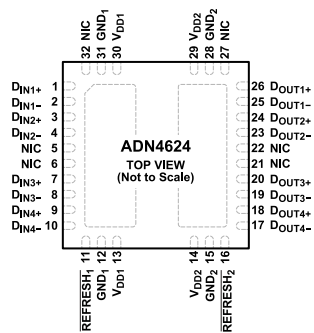 32 NIC
31 GND1
30 VDD1
29 VDD2
28 GND2
27 NIC
DIN1+ 1
DIN1− 2
DIN2+ 3
DIN2− 4
NIC 5
NIC 6
DIN3+ 7
DIN3− 8
DIN4+ 9
DIN4− 10
ADN4624
TOP VIEW
(Not to Scale)
26 DOUT1+
25 DOUT1−
24 DOUT2+
23 DOUT2−
22 NIC
21 NIC
20 DOUT3+
19 DOUT3−
18 DOUT4+
17 DOUT4−
REFRESH1 11
GND1 12
VDD1 13
VDD2 14
GND2 15
REFRESH2 16